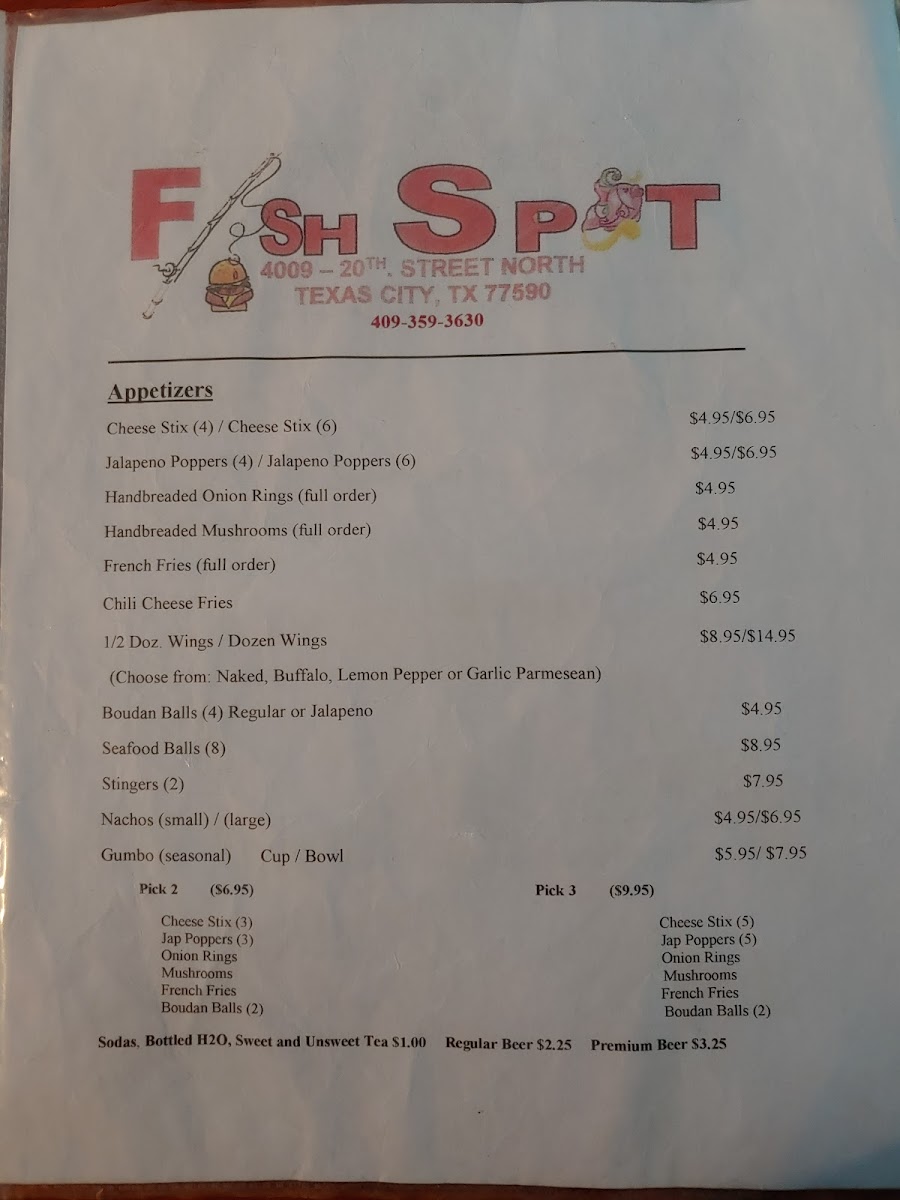 FISH SPOT
4009 – 20TH. STREET NORTH
TEXAS CITY, TX 77590
409-359-3630
Appetizers
Cheese Stix (4) / Cheese Stix (6) $4.95/$6.95
Jalapeno Poppers (4) / Jalapeno Poppers (6) $4.95/$6.95
Handbreaded Onion Rings (full order) $4.95
Handbreaded Mushrooms (full order) $4.95
French Fries (full order) $4.95
Chili Cheese Fries $6.95
1/2 Doz. Wings / Dozen Wings $8.95/$14.95
(Choose from: Naked, Buffalo, Lemon Pepper or Garlic Parmesean)
Boudan Balls (4) Regular or Jalapeno $4.95
Seafood Balls (8) $8.95
Stingers (2) $7.95
Nachos (small) / (large) $4.95/$6.95
Gumbo (seasonal) Cup / Bowl $5.95/ $7.95
Pick 2 ($6.95) Pick 3 ($9.95)
Cheese Stix (3) Cheese Stix (5)
Jap Poppers (3) Jap Poppers (5)
Onion Rings Onion Rings
Mushrooms Mushrooms
French Fries French Fries
Boudan Balls (2) Boudan Balls (2)
Sodas, Bottled H2O, Sweet and Unsweet Tea $1.00 Regular Beer $2.25 Premium Beer $3.25